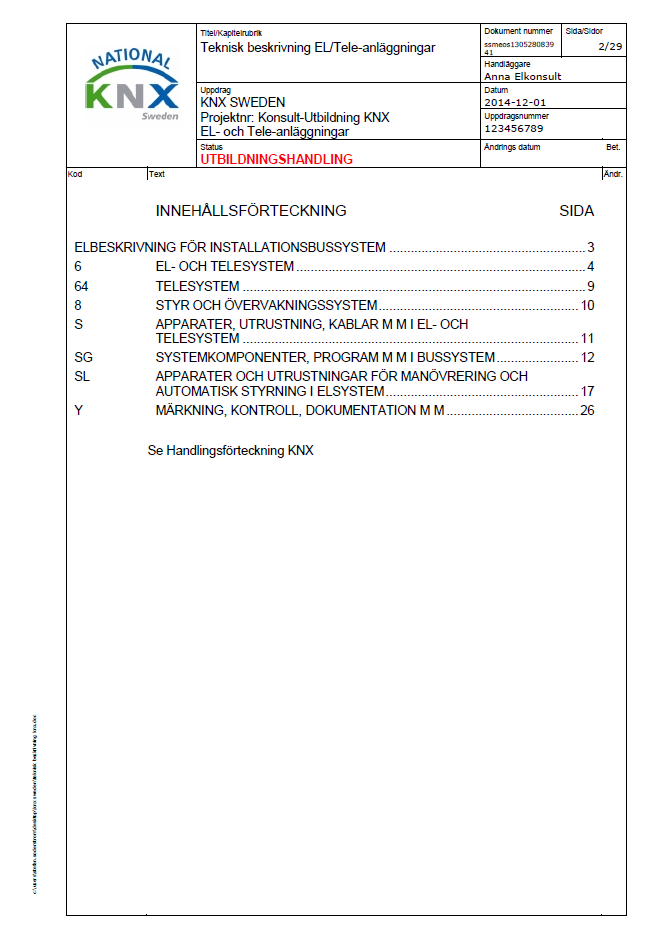 NATIONAL
KNX
Sweden
Titel/Kapitelrubrik
Teknisk beskrivning EL/Tele-anläggningar
Dokument nummer
ssmeos1305280839
41
Sida/Sidor
2/29
Handläggare
Anna Elkonsult
Uppdrag
KNX SWEDEN
Projektnr: Konsult-Utbildning KNX
EL- och Tele-anläggningar
Datum
2014-12-01
Uppdragsnummer
123456789
Status
UTBILDNINGSHANDLING
Ändrings datum Bet.
Kod Text Ändr.
INNEHÅLLSFÖRTECKNING SIDA
ELBESKRIVNING FÖR INSTALLATIONSBUSSYSTEM ..... 3
6 EL- OCH TELESYSTEM ..... 4
64 TELESYSTEM ..... 9
8 STYR OCH ÖVERVAKNINGSSYSTEM ..... 10
S APPARATER, UTRUSTNING, KABLAR M M I EL- OCH
TELESYSTEM ..... 11
SG SYSTEMKOMPONENTER, PROGRAM M M I BUSSYSTEM ..... 12
SL APPARATER OCH UTRUSTNINGAR FÖR MANÖVRERING OCH
AUTOMATISK STYRNING I ELSYSTEM ..... 17
Y MÄRKNING, KONTROLL, DOKUMENTATION M M ..... 26
Se Handlingsförteckning KNX